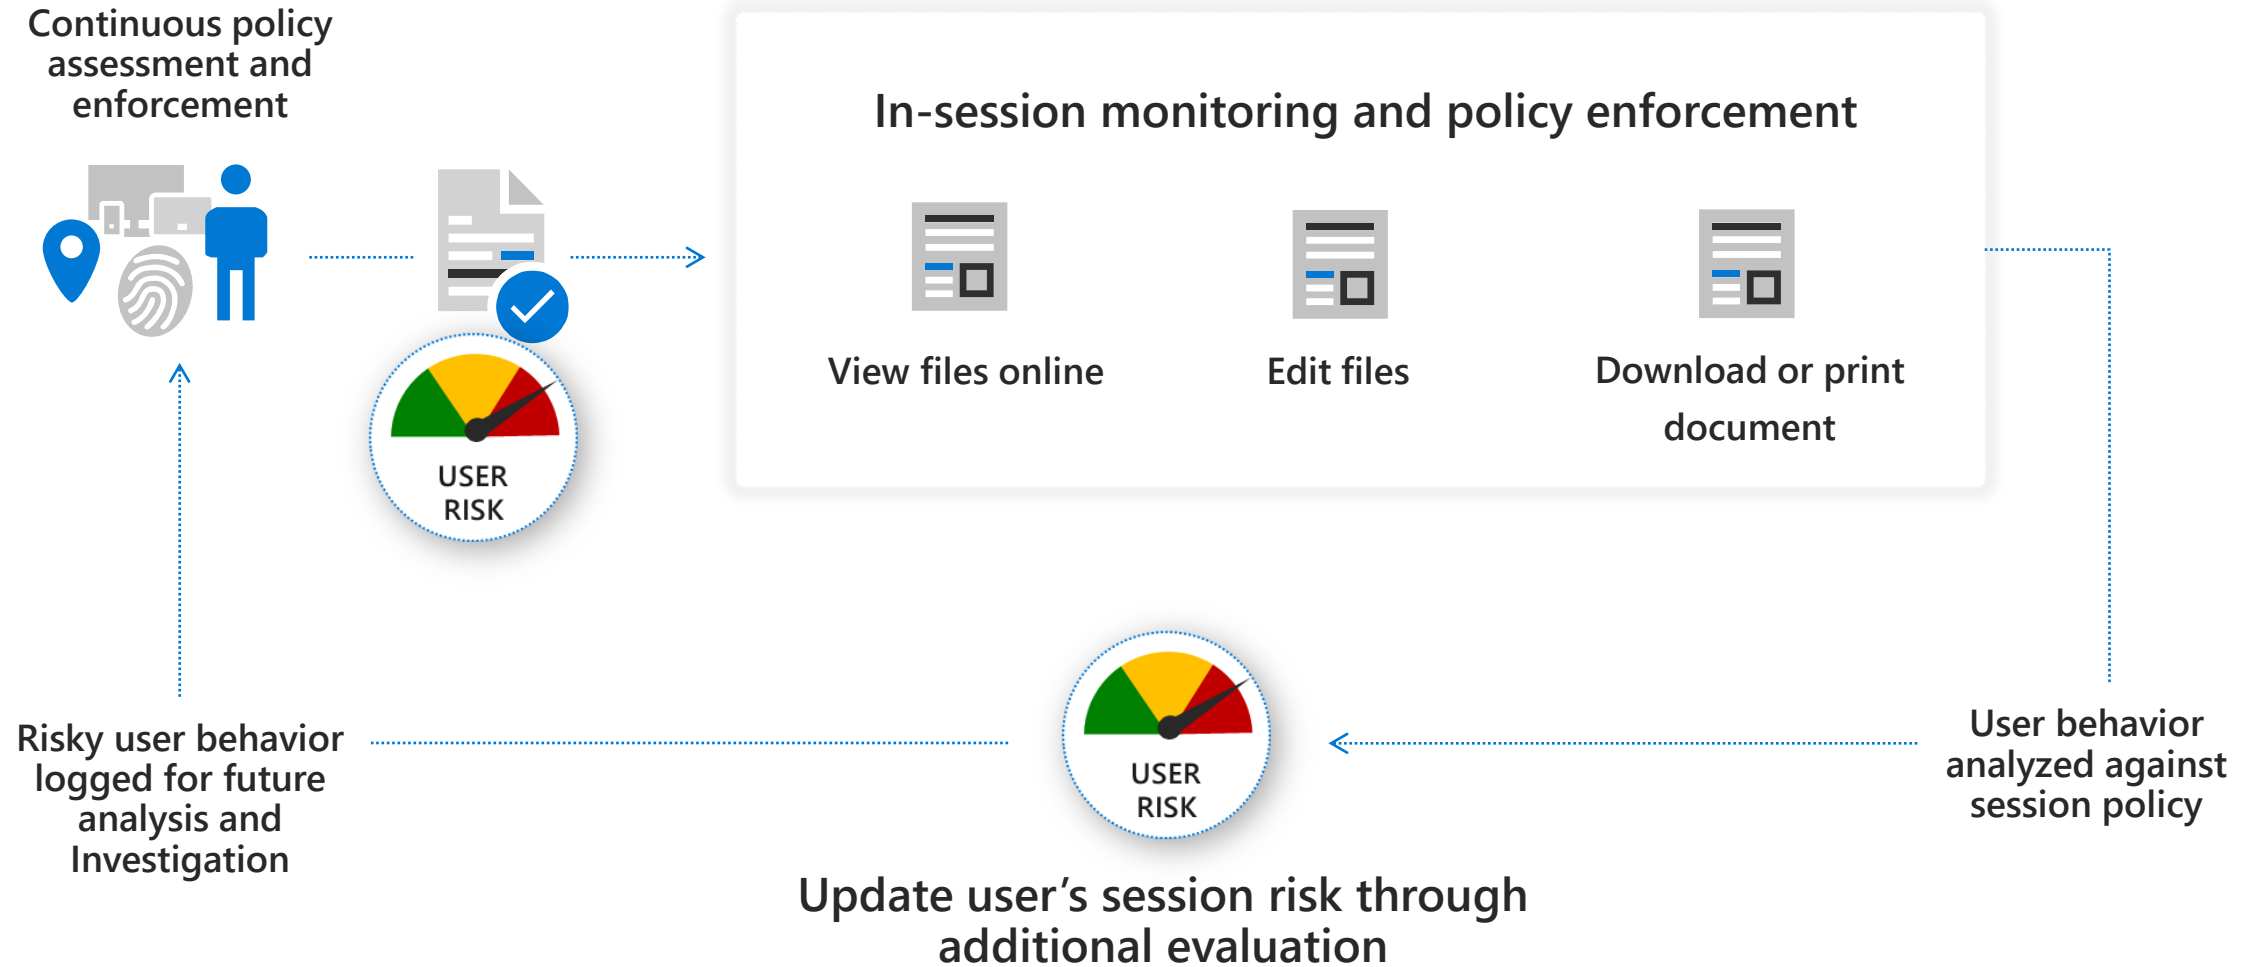 Continuous policy
assessment and
enforcement
In-session monitoring and policy enforcement
View files online
Edit files
Download or print
document
USER
RISK
User behavior
analyzed against
session policy
USER
RISK
Update user’s session risk through
additional evaluation
Risky user behavior
logged for future
analysis and
Investigation